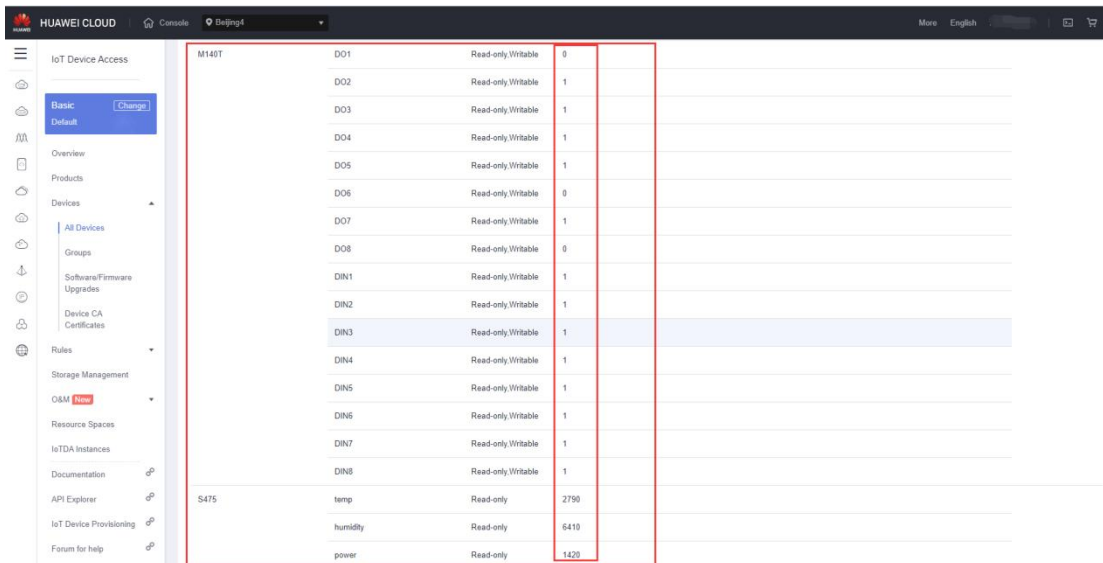 HUAWEI
HUAWEI CLOUD Console Beijing4 More English
IoT Device Access
Basic Change
Default
Overview
Products
Devices
All Devices
Groups
Software/Firmware
Upgrades
Device CA
Certificates
Rules
Storage Management
O&M New
Resource Spaces
IoTDA Instances
Documentation
API Explorer
IoT Device Provisioning
Forum for help
M140T DO1 Read-only,Writable 0
DO2 Read-only,Writable 1
DO3 Read-only,Writable 1
DO4 Read-only,Writable 1
DO5 Read-only,Writable 1
DO6 Read-only,Writable 0
DO7 Read-only,Writable 1
DO8 Read-only,Writable 0
DIN1 Read-only,Writable 1
DIN2 Read-only,Writable 1
DIN3 Read-only,Writable 1
DIN4 Read-only,Writable 1
DIN5 Read-only,Writable 1
DIN6 Read-only,Writable 1
DIN7 Read-only,Writable 1
DIN8 Read-only,Writable 1
S475 temp Read-only 2790
humidity Read-only 6410
power Read-only 1420